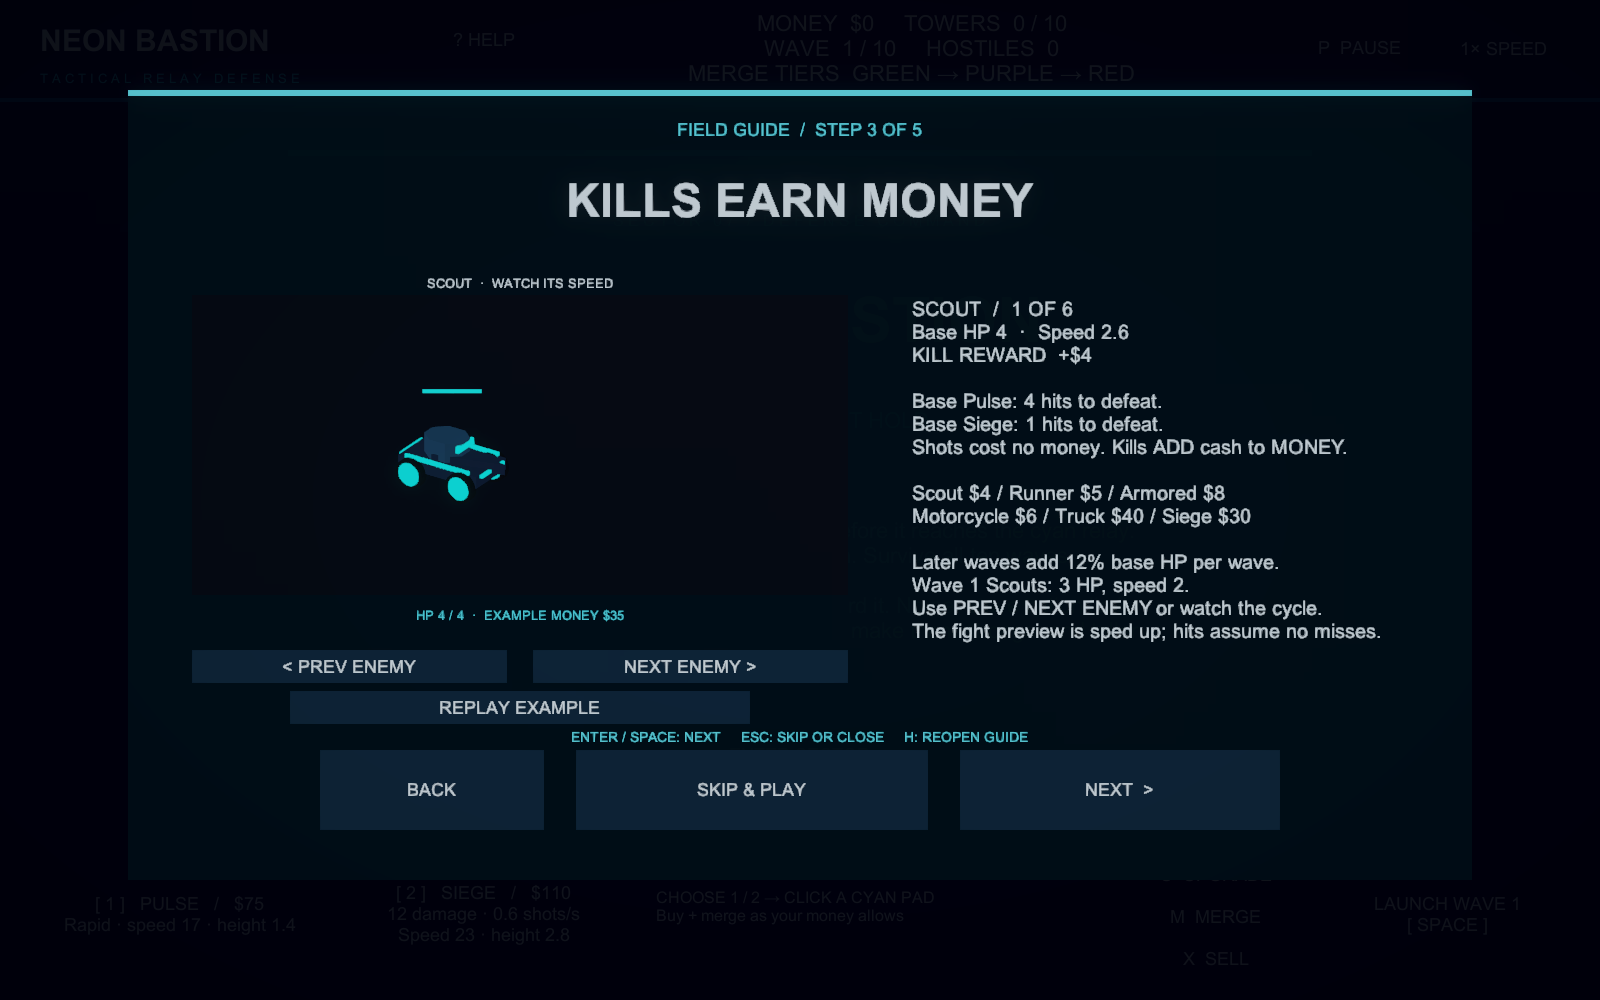 NEON BASTION
TACTICAL RELAY DEFENSE
? HELP
MONEY $0 TOWERS 0 / 10
WAVE 1 / 10 HOSTILES 0
MERGE TIERS GREEN → PURPLE → RED
P PAUSE
1× SPEED
FIELD GUIDE / STEP 3 OF 5
KILLS EARN MONEY
SCOUT · WATCH ITS SPEED
HP 4 / 4 · EXAMPLE MONEY $35
< PREV ENEMY
NEXT ENEMY >
REPLAY EXAMPLE
SCOUT / 1 OF 6
Base HP 4 · Speed 2.6
KILL REWARD +$4
Base Pulse: 4 hits to defeat.
Base Siege: 1 hits to defeat.
Shots cost no money. Kills ADD cash to MONEY.
Scout $4 / Runner $5 / Armored $8
Motorcycle $6 / Truck $40 / Siege $30
Later waves add 12% base HP per wave.
Wave 1 Scouts: 3 HP, speed 2.
Use PREV / NEXT ENEMY or watch the cycle.
The fight preview is sped up; hits assume no misses.
ENTER / SPACE: NEXT ESC: SKIP OR CLOSE H: REOPEN GUIDE
BACK
SKIP & PLAY
NEXT >
[ 1 ] PULSE / $75
Rapid · speed 17 · height 1.4
[ 2 ] SIEGE / $110
12 damage · 0.6 shots/s
Speed 23 · height 2.8
CHOOSE 1 / 2 → CLICK A CYAN PAD
Buy + merge as your money allows
M MERGE
X SELL
LAUNCH WAVE 1
[ SPACE ]